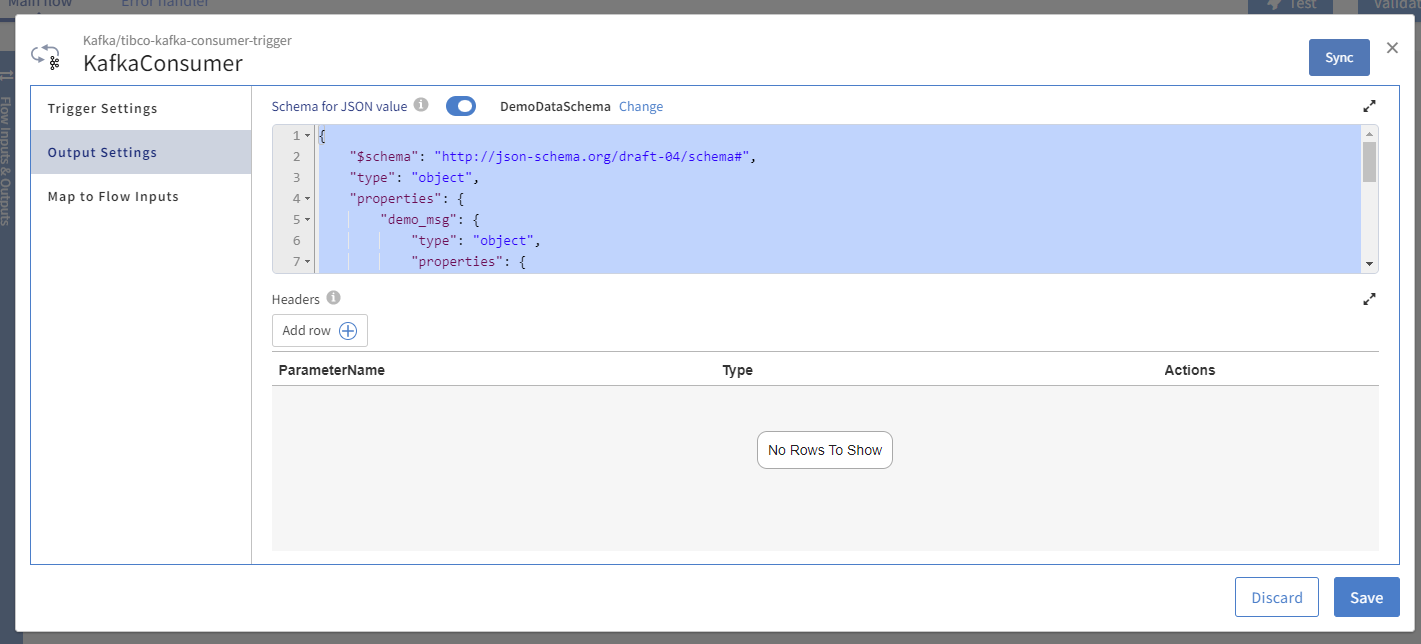 Main flow
Error handler
Test
Validat
Kafka/tibco-kafka-consumer-trigger
KafkaConsumer
Sync
Flow Inputs & Outputs
Trigger Settings
Output Settings
Map to Flow Inputs
Schema for JSON value
DemoDataSchema Change
1 {
2 "$schema": "http://json-schema.org/draft-04/schema#",
3 "type": "object",
4 "properties": {
5 "demo_msg": {
6 "type": "object",
7 "properties": {
Headers
Add row
ParameterName Type Actions
No Rows To Show
Discard Save